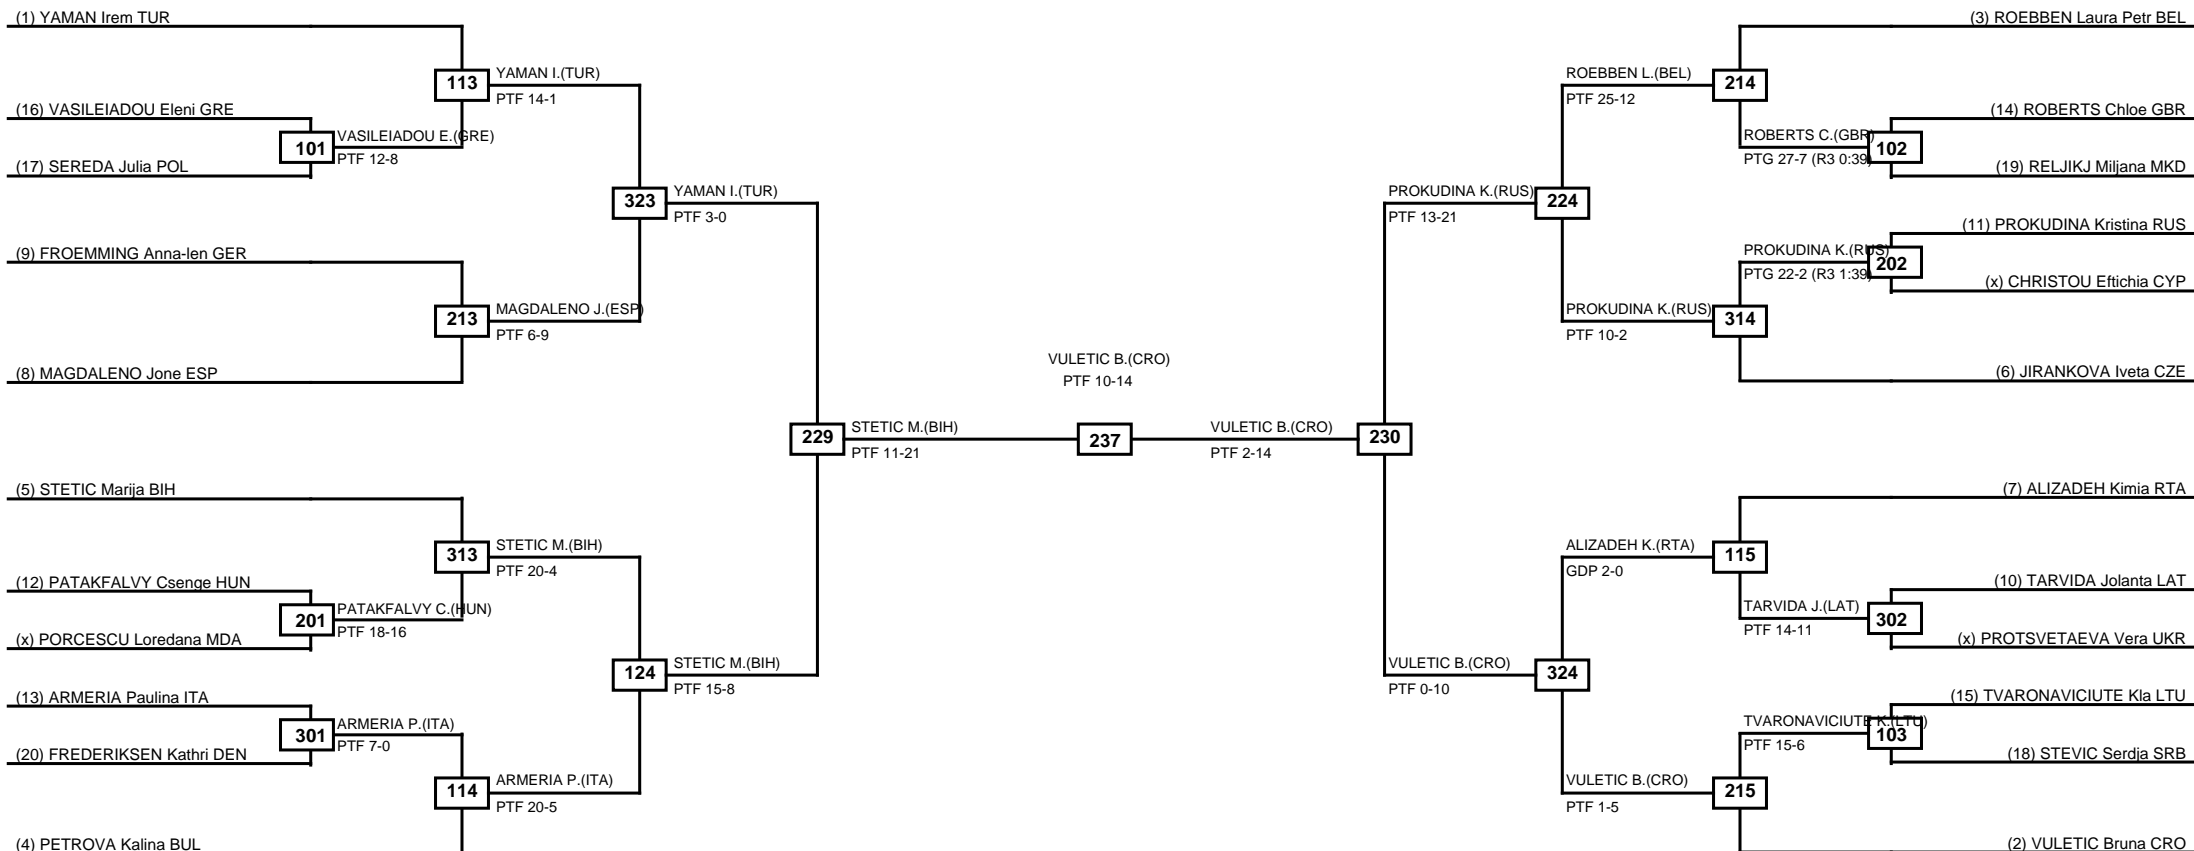 (1) YAMAN Irem TUR
(3) ROEBBEN Laura Petr BEL
113
YAMAN I.(TUR)
PTF 14-1
ROEBBEN L.(BEL)
PTF 25-12
214
(16) VASILEIADOU Eleni GRE
(14) ROBERTS Chloe GBR
101
VASILEIADOU E.(GRE)
PTF 12-8
ROBERTS C.(GBR)
PTG 27-7 (R3 0:39)
102
(17) SEREDA Julia POL
(19) RELJIKJ Miljana MKD
323
YAMAN I.(TUR)
PTF 3-0
PROKUDINA K.(RUS)
PTF 13-21
224
(11) PROKUDINA Kristina RUS
(9) FROEMMING Anna-len GER
PROKUDINA K.(RUS)
PTG 22-2 (R3 1:39)
202
(x) CHRISTOU Eftichia CYP
213
MAGDALENO J.(ESP)
PTF 6-9
PROKUDINA K.(RUS)
PTF 10-2
314
VULETIC B.(CRO)
PTF 10-14
(8) MAGDALENO Jone ESP
(6) JIRANKOVA Iveta CZE
229
STETIC M.(BIH)
PTF 11-21
237
VULETIC B.(CRO)
PTF 2-14
230
(5) STETIC Marija BIH
(7) ALIZADEH Kimia RTA
313
STETIC M.(BIH)
PTF 20-4
ALIZADEH K.(RTA)
GDP 2-0
115
(12) PATAKFALVY Csenge HUN
(10) TARVIDA Jolanta LAT
201
PATAKFALVY C.(HUN)
PTF 18-16
TARVIDA J.(LAT)
PTF 14-11
302
(x) PORCESCU Loredana MDA
(x) PROTSVETAEVA Vera UKR
124
STETIC M.(BIH)
PTF 15-8
VULETIC B.(CRO)
PTF 0-10
324
(13) ARMERIA Paulina ITA
(15) TVARONAVICIUTE Kla LTU
301
ARMERIA P.(ITA)
PTF 7-0
TVARONAVICIUTE K.(LTU)
PTF 15-6
103
(20) FREDERIKSEN Kathri DEN
(18) STEVIC Serdja SRB
114
ARMERIA P.(ITA)
PTF 20-5
VULETIC B.(CRO)
PTF 1-5
215
(4) PETROVA Kalina BUL
(2) VULETIC Bruna CRO